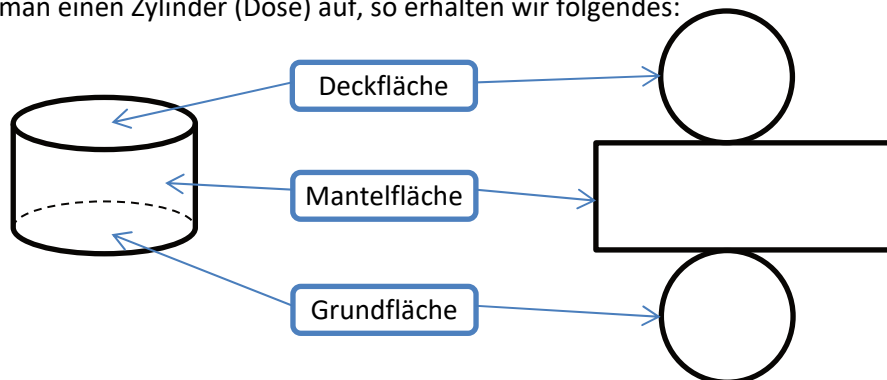 man einen Zylinder (Dose) auf, so erhalten wir folgendes:
Deckfläche
Mantelfläche
Grundfläche